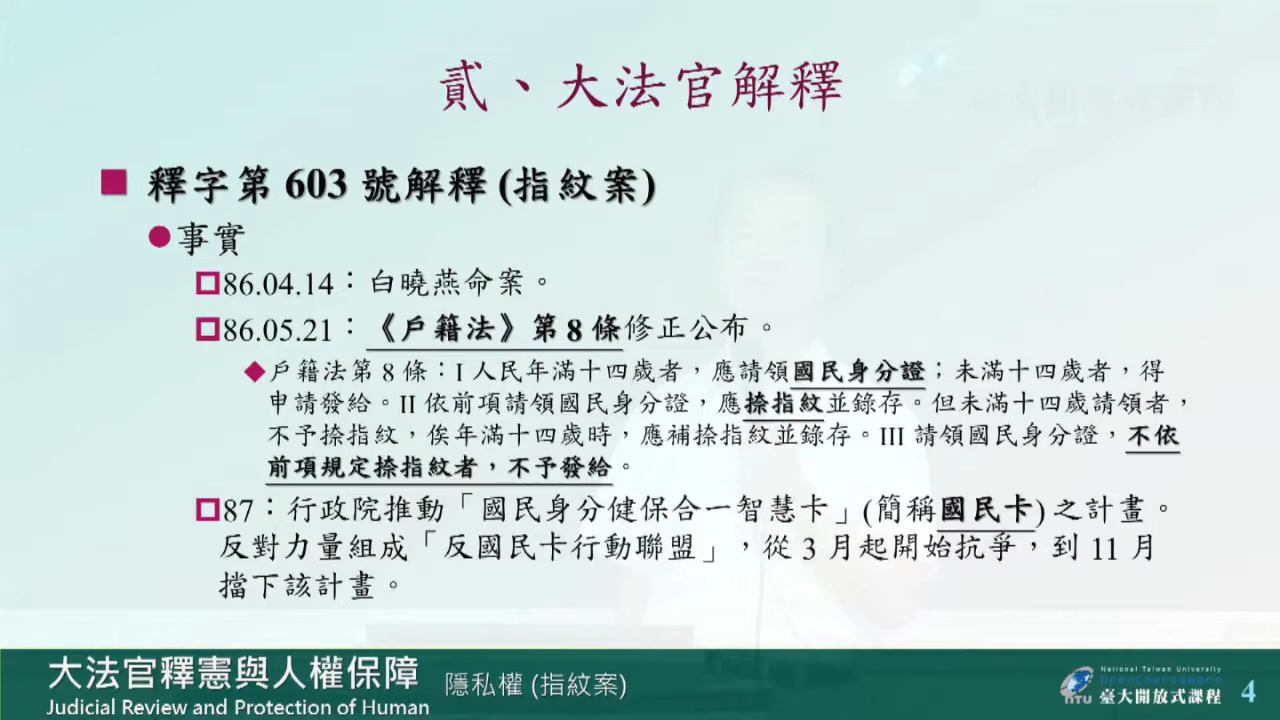 貳、大法官解釋
釋字第 603 號解釋 (指紋案)
事實
86.04.14：白曉燕命案。
86.05.21：《戶籍法》第 8 條修正公布。
戶籍法第 8 條：I 人民年滿十四歲者，應請領國民身分證；未滿十四歲者，得
申請發給。II 依前項請領國民身分證，應捺指紋並錄存。但未滿十四歲請領者，
不予捺指紋，俟年滿十四歲時，應補捺指紋並錄存。III 請領國民身分證，不依
前項規定捺指紋者，不予發給。
87：行政院推動「國民身分健保合一智慧卡」(簡稱國民卡) 之計畫。
反對力量組成「反國民卡行動聯盟」，從 3 月起開始抗爭，到 11 月
擋下該計畫。
大法官釋憲與人權保障
Judicial Review and Protection of Human
隱私權 (指紋案)
National Taiwan University
OpenCourseWare
NTU 臺大開放式課程
4